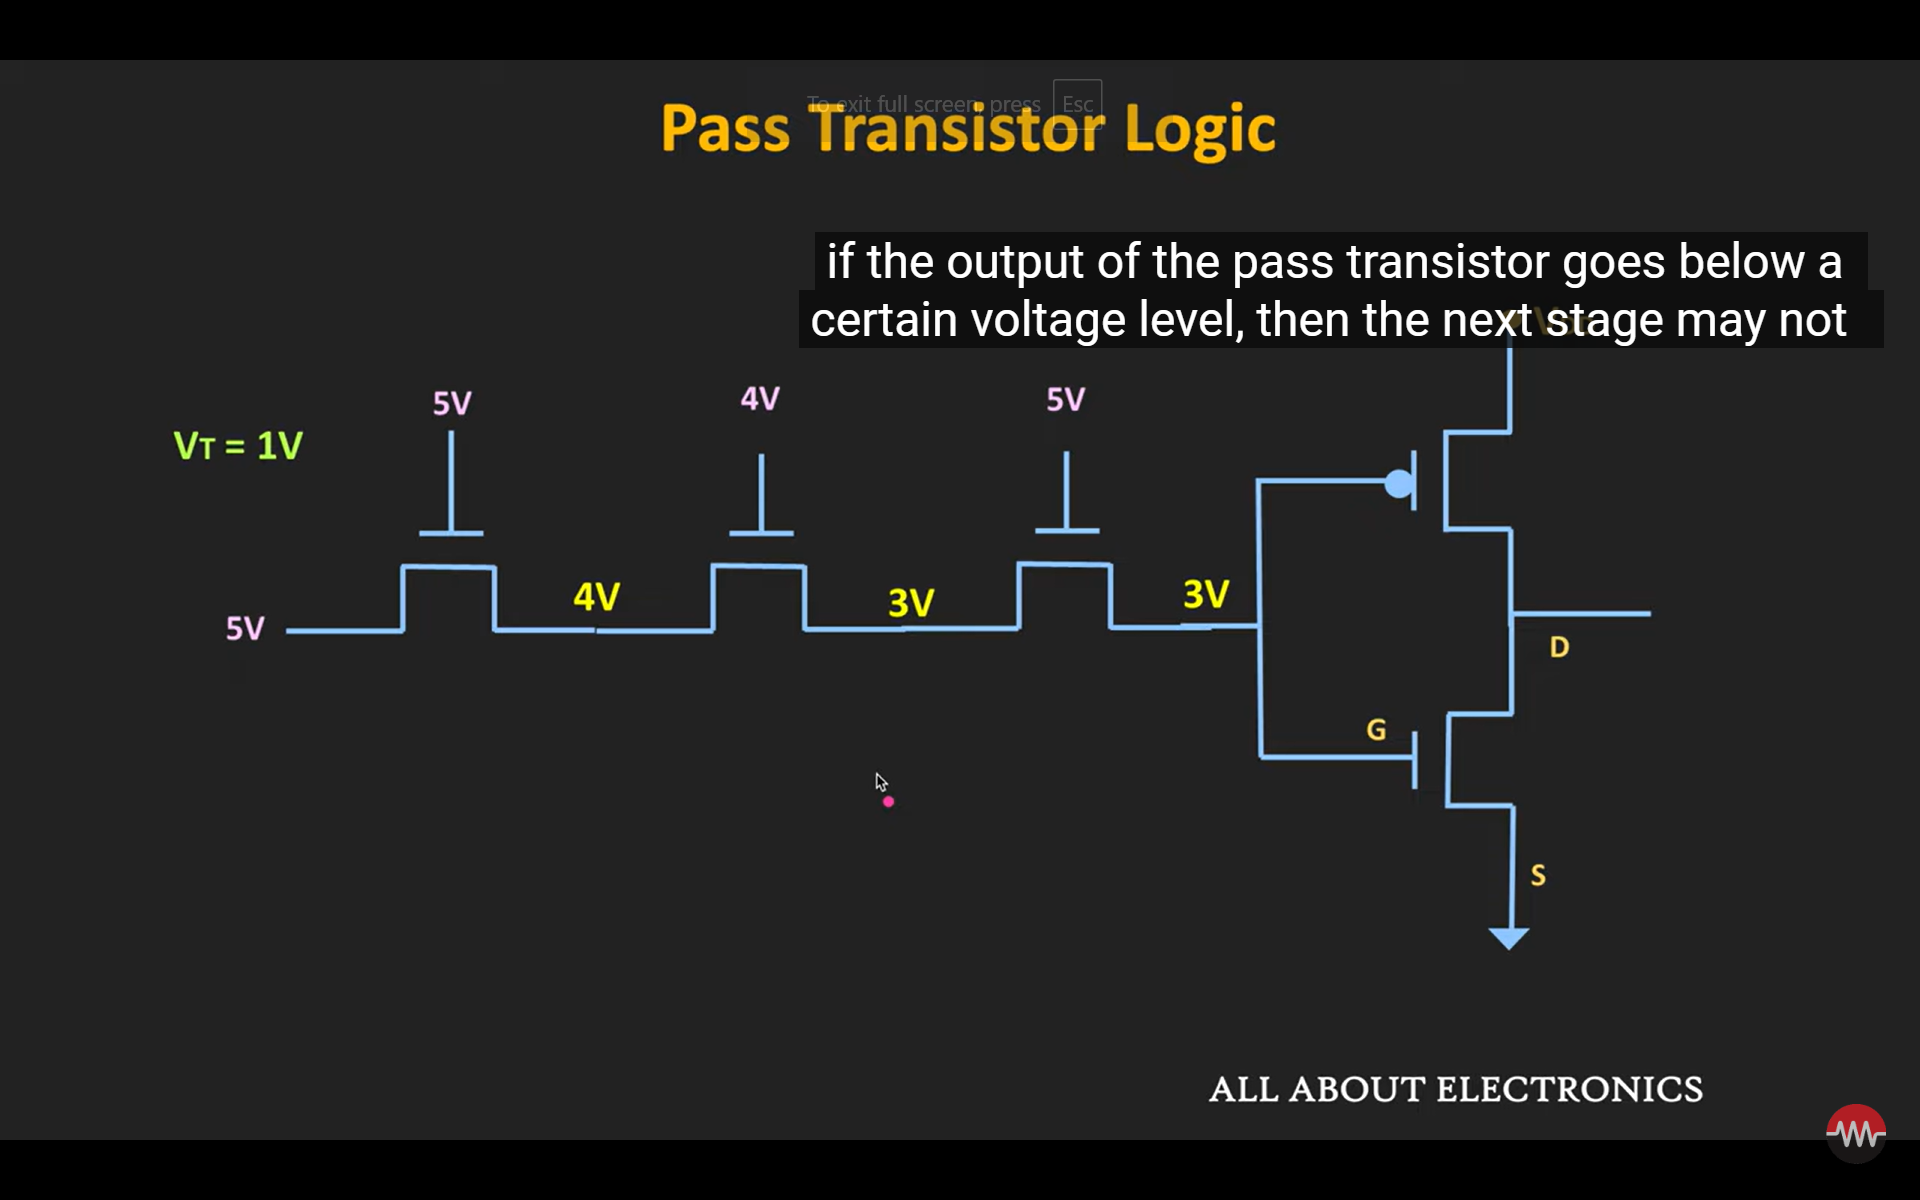 To exit full screen, press Esc
Pass Transistor Logic
if the output of the pass transistor goes below a
certain voltage level, then the next stage may not
5V
4V
5V
VT = 1V
5V
4V
3V
3V
D
G
S
ALL ABOUT ELECTRONICS